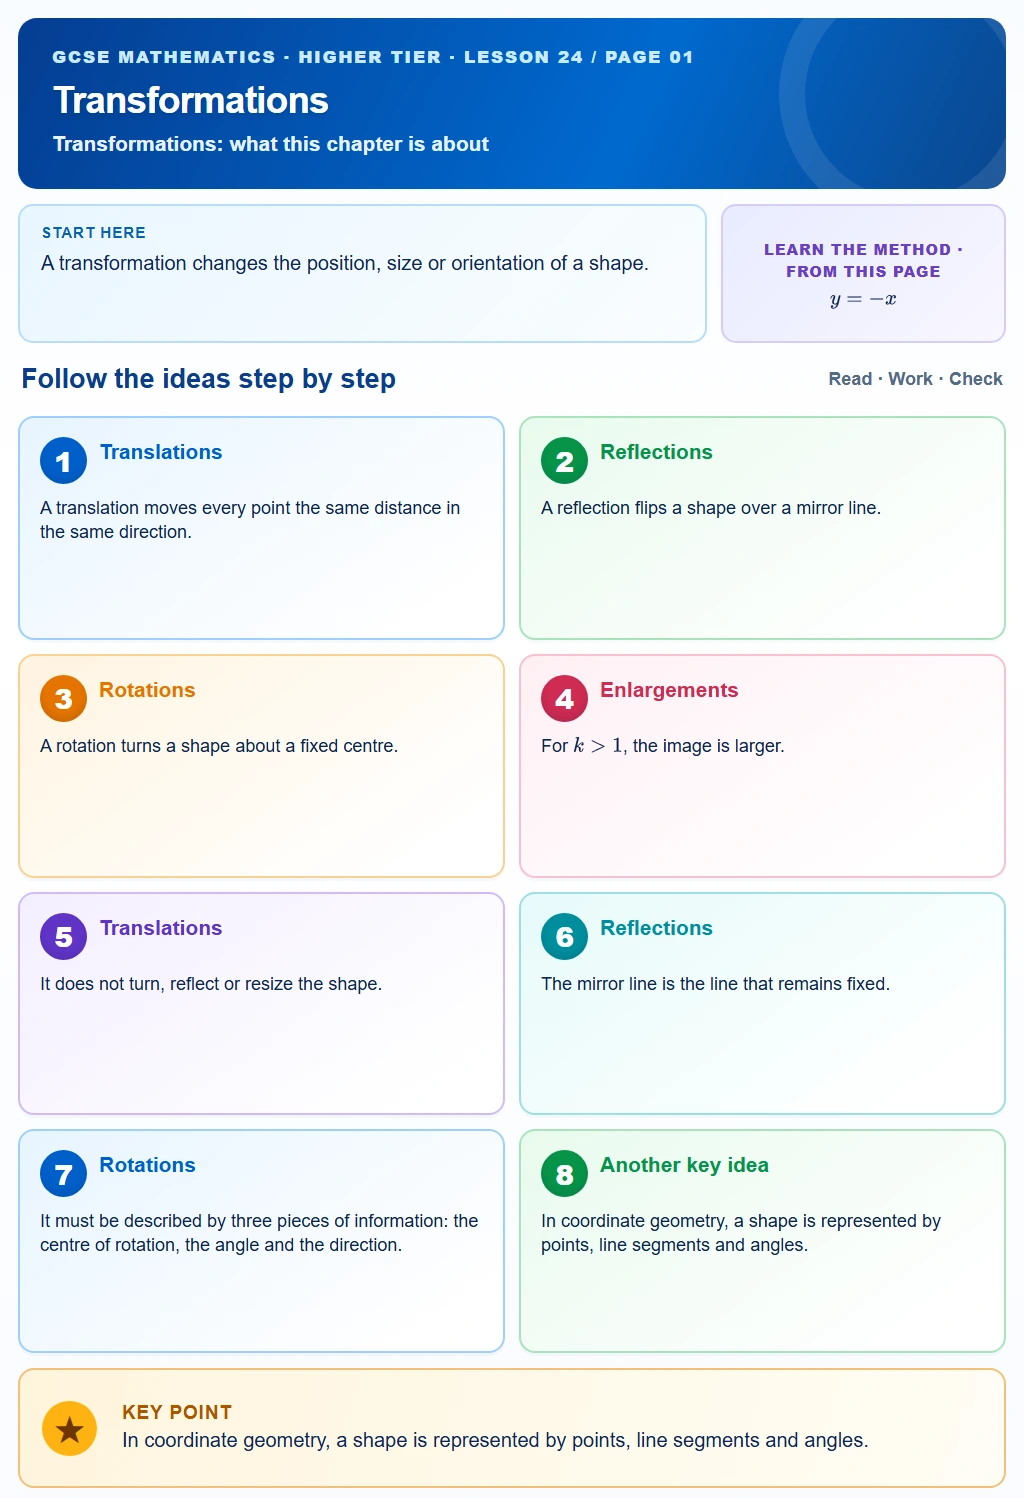 GCSE MATHEMATICS · HIGHER TIER · LESSON 24 / PAGE 01
Transformations
Transformations: what this chapter is about
START HERE
A transformation changes the position, size or orientation of a shape.
LEARN THE METHOD ·
FROM THIS PAGE
y = −x
Follow the ideas step by step
Read · Work · Check
1 Translations
A translation moves every point the same distance in
the same direction.
2 Reflections
A reflection flips a shape over a mirror line.
3 Rotations
A rotation turns a shape about a fixed centre.
4 Enlargements
For k > 1, the image is larger.
5 Translations
It does not turn, reflect or resize the shape.
6 Reflections
The mirror line is the line that remains fixed.
7 Rotations
It must be described by three pieces of information: the
centre of rotation, the angle and the direction.
8 Another key idea
In coordinate geometry, a shape is represented by
points, line segments and angles.
KEY POINT
In coordinate geometry, a shape is represented by points, line segments and angles.